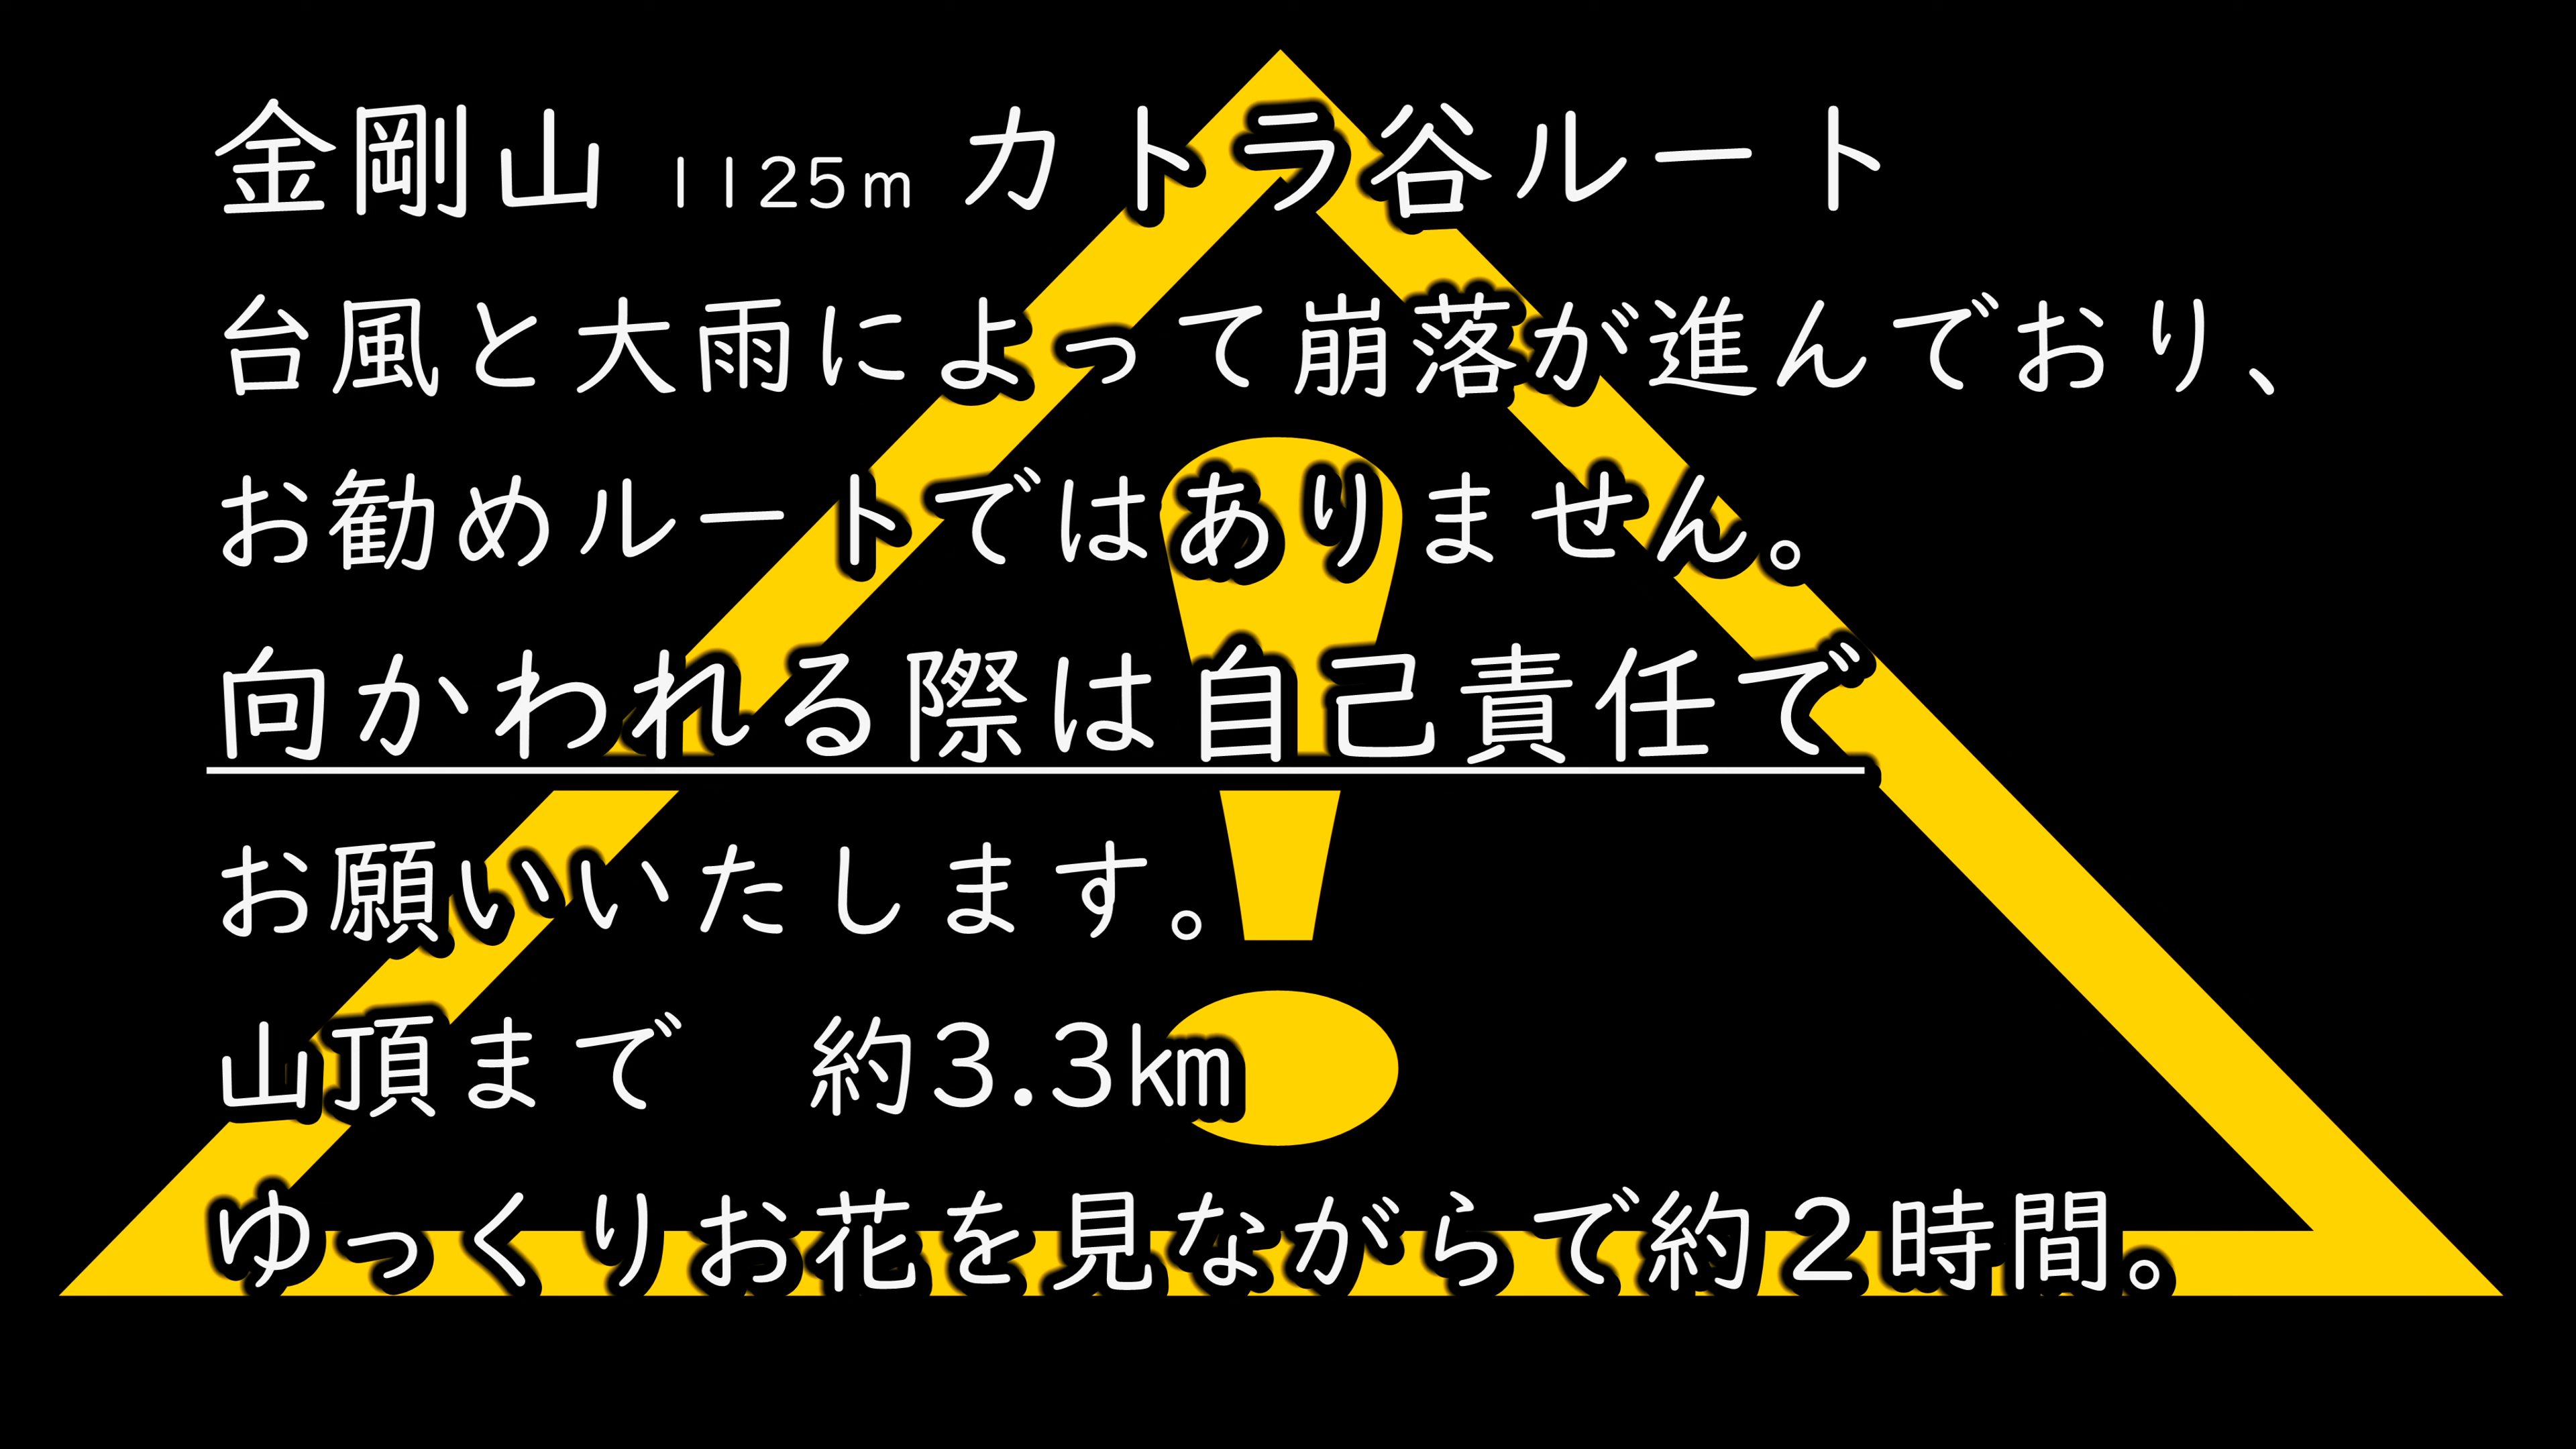 金剛山 1125m カトラ谷ルート
台風と大雨によって崩落が進んでおり、
お勧めルートではありません。
向かわれる際は自己責任で
お願いいたします。
山頂まで　約3.3㎞
ゆっくりお花を見ながらで約２時間。